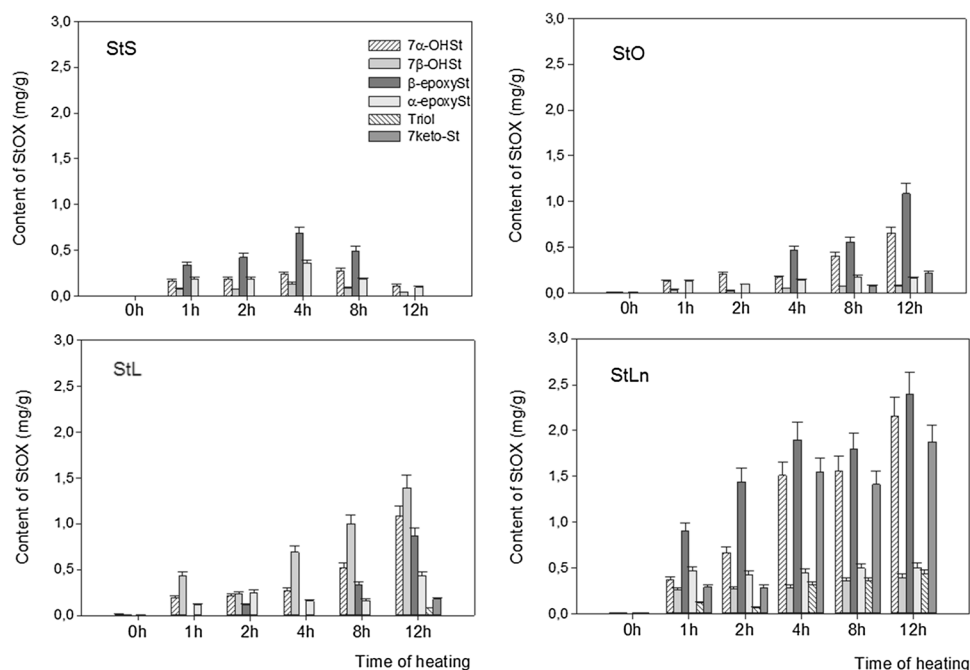 StS
Content of StOX (mg/g)
3,0
2,5
2,0
1,5
1,0
0,5
0,0
7α-OHSt
7β-OHSt
β-epoxySt
α-epoxySt
Triol
7keto-St
0h 1h 2h 4h 8h 12h
StO
Content of StOX (mg/g)
3,0
2,5
2,0
1,5
1,0
0,5
0,0
0h 1h 2h 4h 8h 12h
StL
Content of StOX (mg/g)
3,0
2,5
2,0
1,5
1,0
0,5
0,0
0h 1h 2h 4h 8h 12h
Time of heating
StLn
Content of StOX (mg/g)
3,0
2,5
2,0
1,5
1,0
0,5
0,0
0h 1h 2h 4h 8h 12h
Time of heating